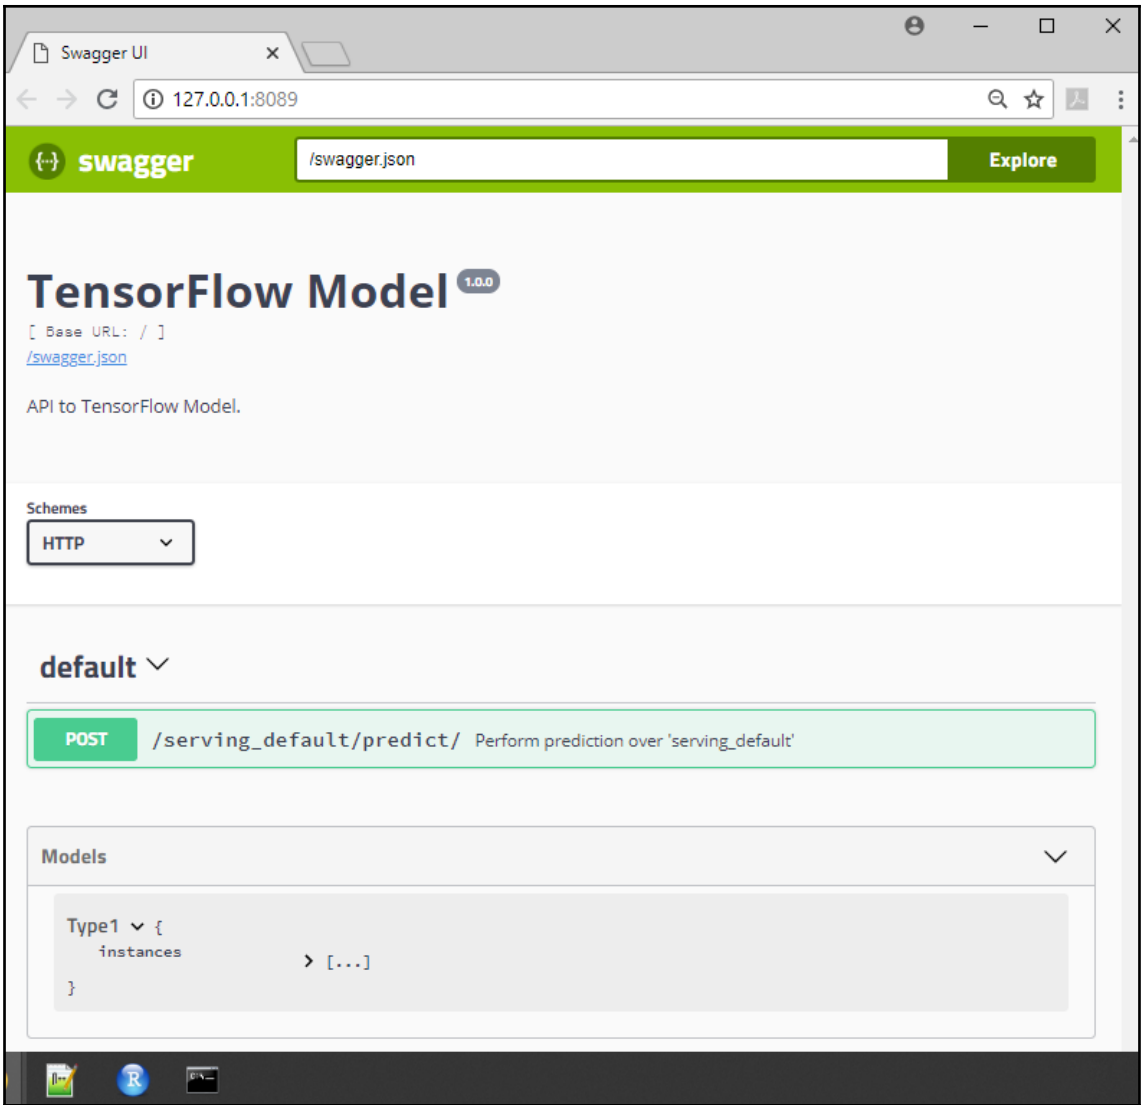 Swagger UI
127.0.0.1:8089
{···} swagger
/swagger.json
Explore
TensorFlow Model 1.0.0
[ Base URL: / ]
/swagger.json
API to TensorFlow Model.
Schemes
HTTP
default
POST /serving_default/predict/ Perform prediction over 'serving_default'
Models
Type1 {
instances [...]
}
R